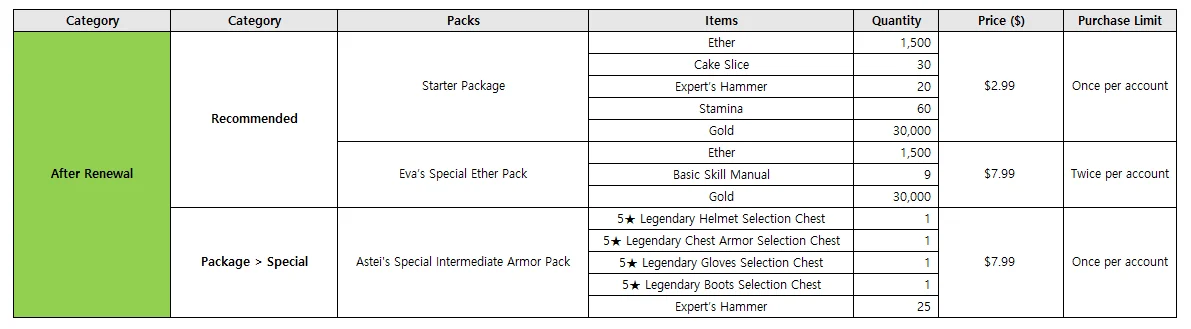 Category Category Packs Items Quantity Price ($) Purchase Limit
After Renewal Recommended Starter Package Ether 1,500 $2.99 Once per account
Cake Slice 30
Expert's Hammer 20
Stamina 60
Gold 30,000
Eva's Special Ether Pack Ether 1,500 $7.99 Twice per account
Basic Skill Manual 9
Gold 30,000
Package > Special Astei's Special Intermediate Armor Pack 5★ Legendary Helmet Selection Chest 1 $7.99 Once per account
5★ Legendary Chest Armor Selection Chest 1
5★ Legendary Gloves Selection Chest 1
5★ Legendary Boots Selection Chest 1
Expert's Hammer 25